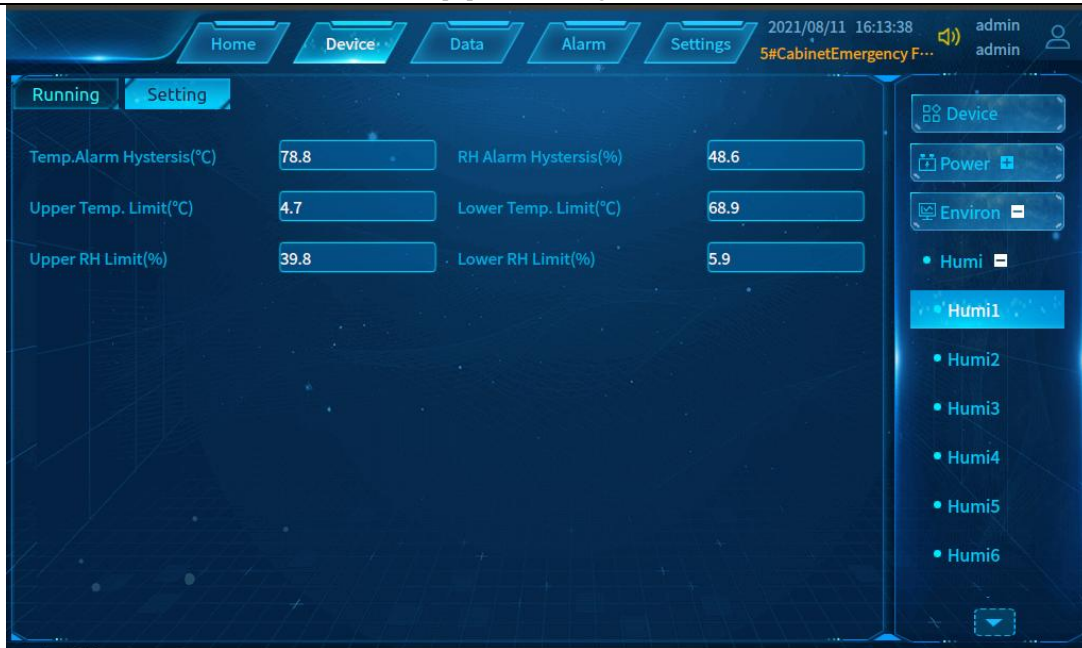 Home Device Data Alarm Settings 2021/08/11 16:13:38 admin
5#CabinetEmergency F··· admin
Running Setting
Device
Temp.Alarm Hystersis(°C) 78.8 RH Alarm Hystersis(%) 48.6
Power
Upper Temp. Limit(°C) 4.7 Lower Temp. Limit(°C) 68.9
Environ
Upper RH Limit(%) 39.8 Lower RH Limit(%) 5.9
Humi
Humi1
Humi2
Humi3
Humi4
Humi5
Humi6